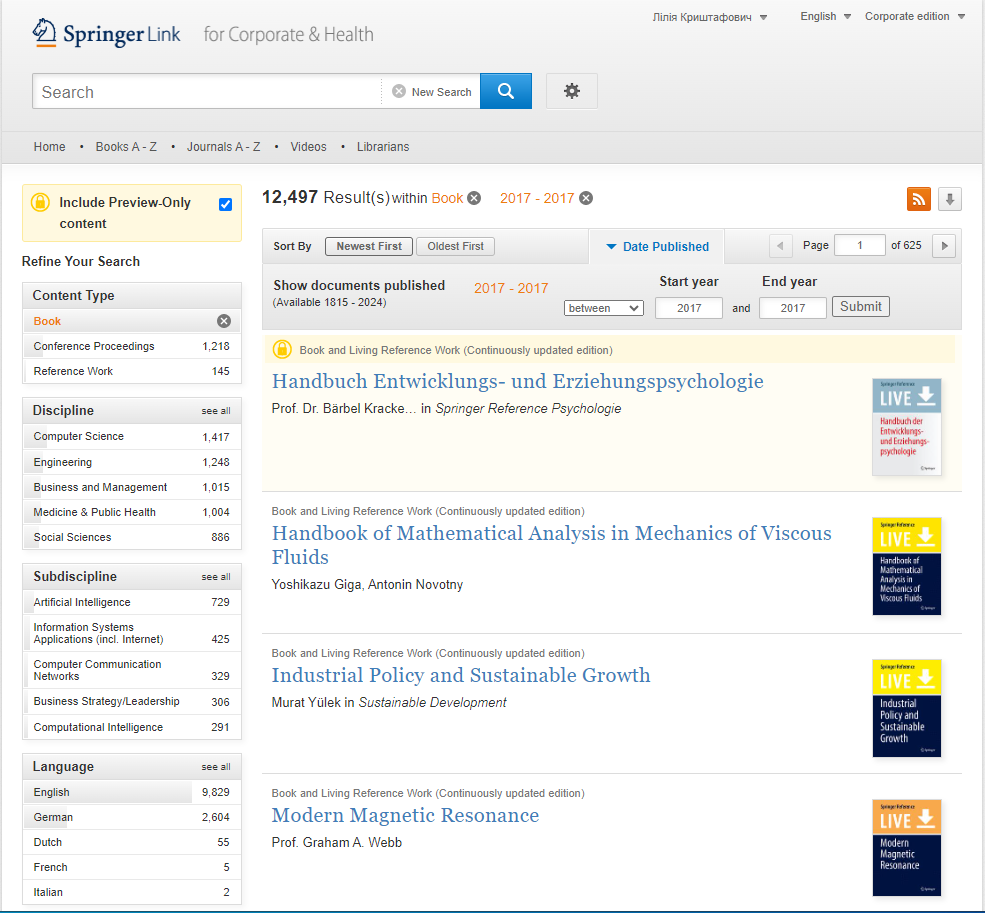 Лілія Криштафович English Corporate edition
Springer Link for Corporate & Health
Search New Search
Home • Books A - Z • Journals A - Z • Videos • Librarians
Include Preview-Only
content
Refine Your Search
Content Type
Book
Conference Proceedings 1,218
Reference Work 145
Discipline see all
Computer Science 1,417
Engineering 1,248
Business and Management 1,015
Medicine & Public Health 1,004
Social Sciences 886
Subdiscipline see all
Artificial Intelligence 729
Information Systems
Applications (incl. Internet) 425
Computer Communication
Networks 329
Business Strategy/Leadership 306
Computational Intelligence 291
Language see all
English 9,829
German 2,604
Dutch 55
French 5
Italian 2
12,497 Result(s) within Book 2017 - 2017
Sort By Newest First Oldest First Date Published Page 1 of 625
Show documents published 2017 - 2017 Start year End year
(Available 1815 - 2024) between 2017 and 2017 Submit
Book and Living Reference Work (Continuously updated edition)
Handbuch Entwicklungs- und Erziehungspsychologie
Prof. Dr. Bärbel Kracke... in Springer Reference Psychologie
Springer Reference
LIVE
Handbuch der
Entwicklungs-
und Erziehungs-
psychologie
Springer
Book and Living Reference Work (Continuously updated edition)
Handbook of Mathematical Analysis in Mechanics of Viscous
Fluids
Yoshikazu Giga, Antonin Novotny
Springer Reference
LIVE
Handbook of
Mathematical
Analysis in
Mechanics of
Viscous Fluids
Springer
Book and Living Reference Work (Continuously updated edition)
Industrial Policy and Sustainable Growth
Murat Yülek in Sustainable Development
Springer Reference
LIVE
Industrial
Policy and
Sustainable
Growth
Springer
Book and Living Reference Work (Continuously updated edition)
Modern Magnetic Resonance
Prof. Graham A. Webb
Springer Reference
LIVE
Modern
Magnetic
Resonance
Springer